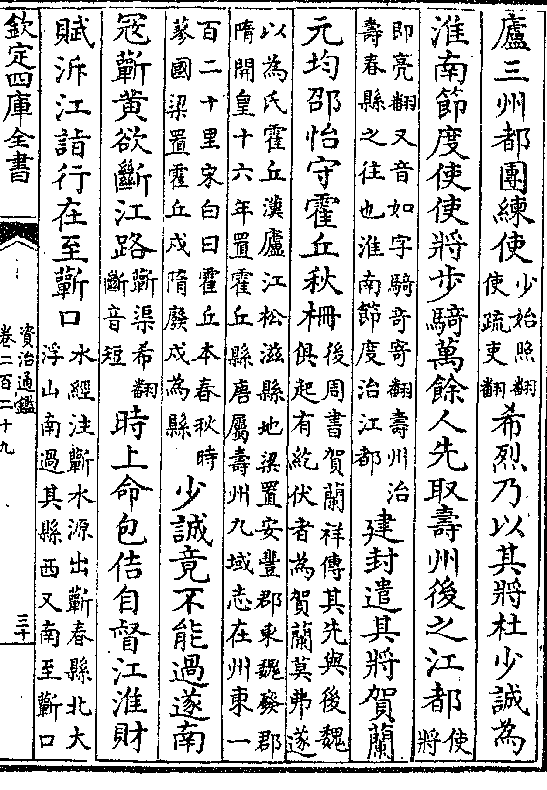 廬三州都團練使少始照翻使疏吏翻希烈乃以其將杜少誠為
淮南節度使使將步騎萬餘人先取壽州後之江都使將
即亮翻又音如字騎奇寄翻壽州治壽春縣之往也淮南節度治江都建封遣其將賀蘭
元均邵怡守霍丘秋柵後周書賀蘭祥傳其先與後魏俱起有紇伏者為賀蘭莫弗遂
以為氏霍丘漢廬江松滋縣地梁置安豐郡東魏廢郡隋開皇十六年置霍丘縣唐屬壽州九域志在州東一
百二十里宋白曰霍丘本春秋時蓼國梁置霍丘戍隋廢戍為縣少誠竟不能過遂南
寇蘄黃欲斷江路蘄渠希翻斷音短時上命包佶自督江淮財
賦泝江詣行在至蘄口水經注蘄水源出蘄春縣北大浮山南過其縣西又南至蘄口
欽定四庫全書
資治通鑑
卷二百二十九
三十